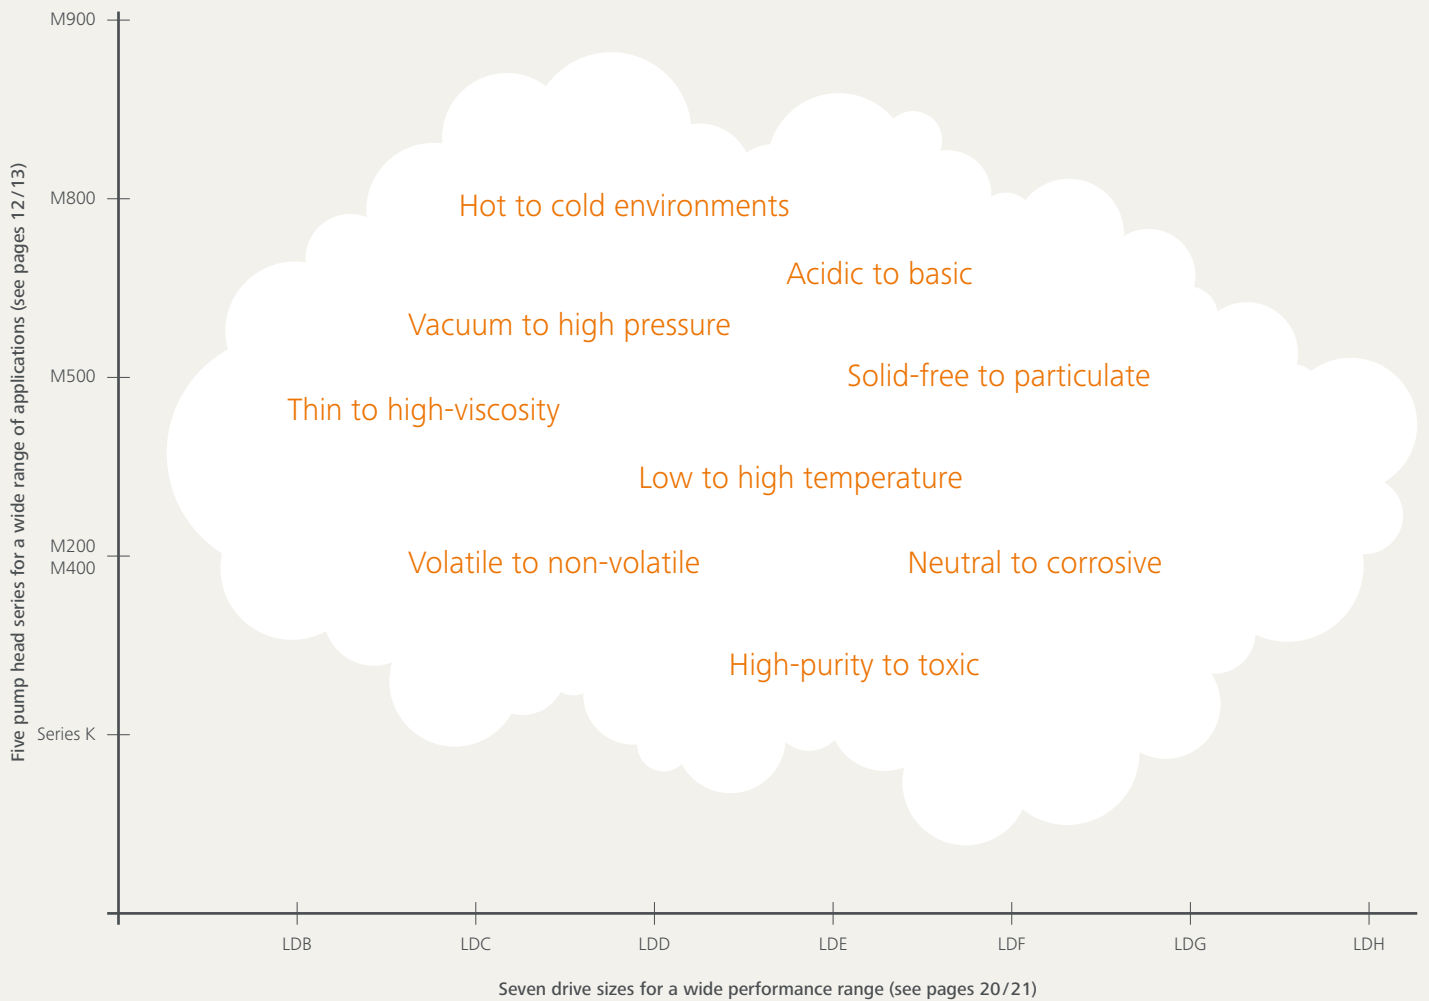 M900
M800
M500
M200
M400
Series K
Five pump head series for a wide range of applications (see pages 12/13)
Hot to cold environments
Acidic to basic
Vacuum to high pressure
Solid-free to particulate
Thin to high-viscosity
Low to high temperature
Volatile to non-volatile
Neutral to corrosive
High-purity to toxic
LDB
LDC
LDD
LDE
LDF
LDG
LDH
Seven drive sizes for a wide performance range (see pages 20/21)